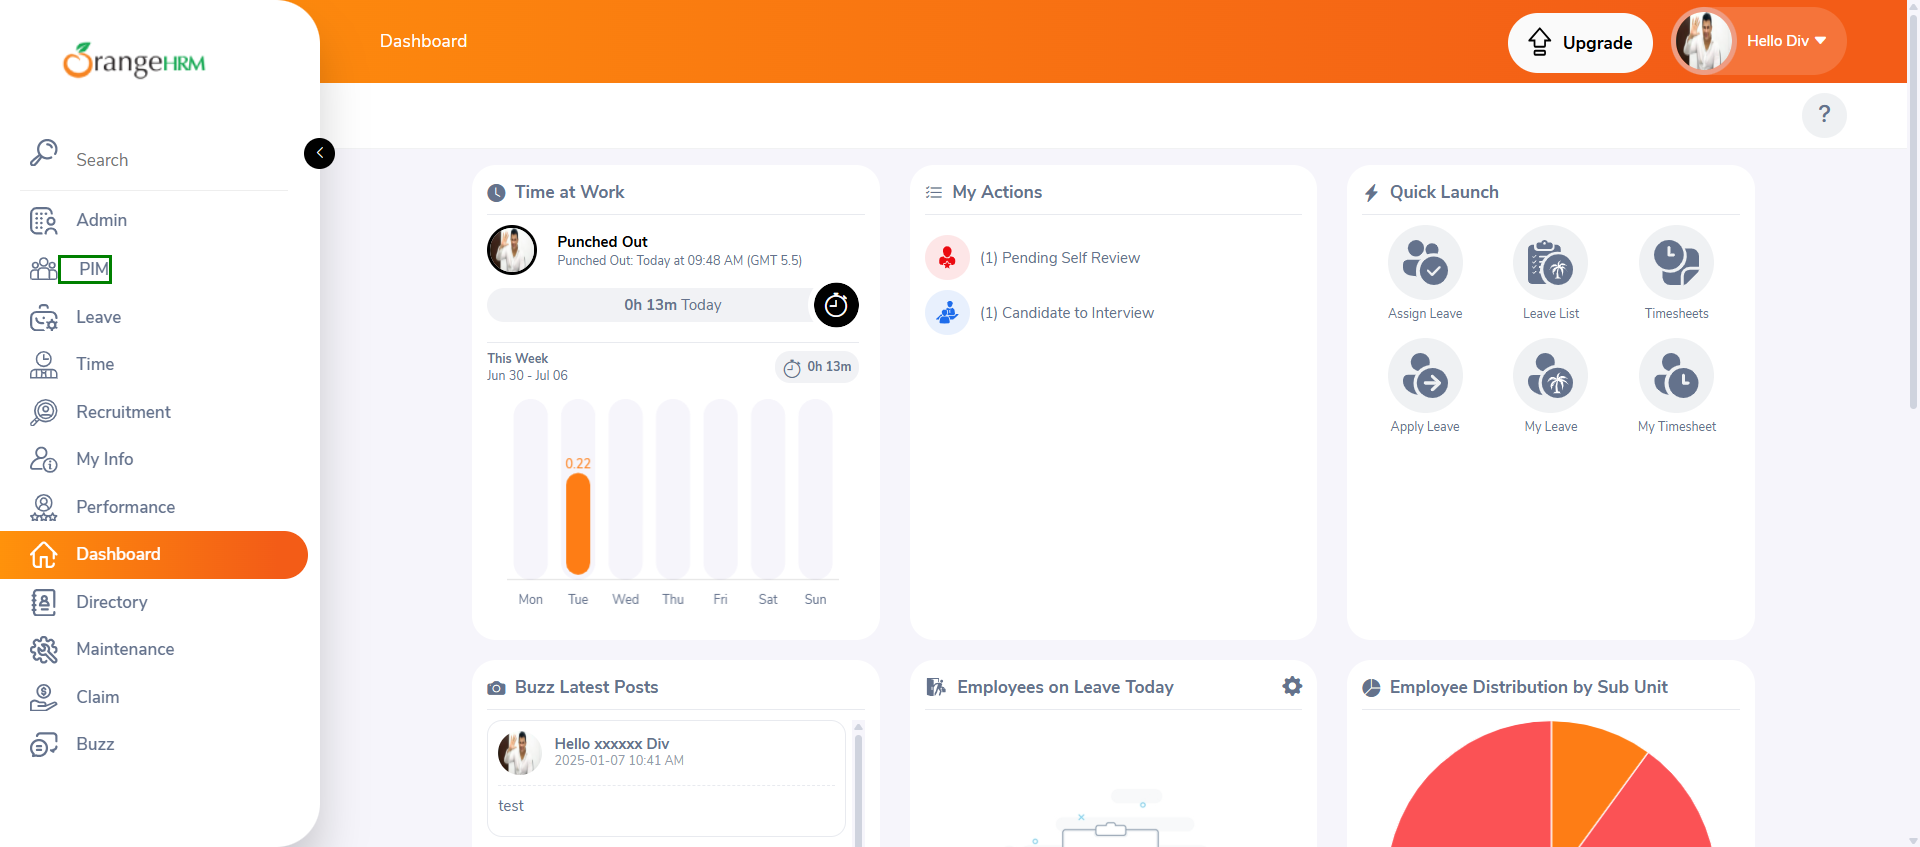 OrangeHRM
Dashboard
Upgrade
Hello Div
?
Search
Admin
PIM
Leave
Time
Recruitment
My Info
Performance
Dashboard
Directory
Maintenance
Claim
Buzz
Time at Work
Punched Out
Punched Out: Today at 09:48 AM (GMT 5.5)
0h 13m Today
This Week
Jun 30 - Jul 06
0h 13m
0.22
Mon Tue Wed Thu Fri Sat Sun
My Actions
(1) Pending Self Review
(1) Candidate to Interview
Quick Launch
Assign Leave Leave List Timesheets
Apply Leave My Leave My Timesheet
Buzz Latest Posts
Hello xxxxxx Div
2025-01-07 10:41 AM
test
Employees on Leave Today
Employee Distribution by Sub Unit